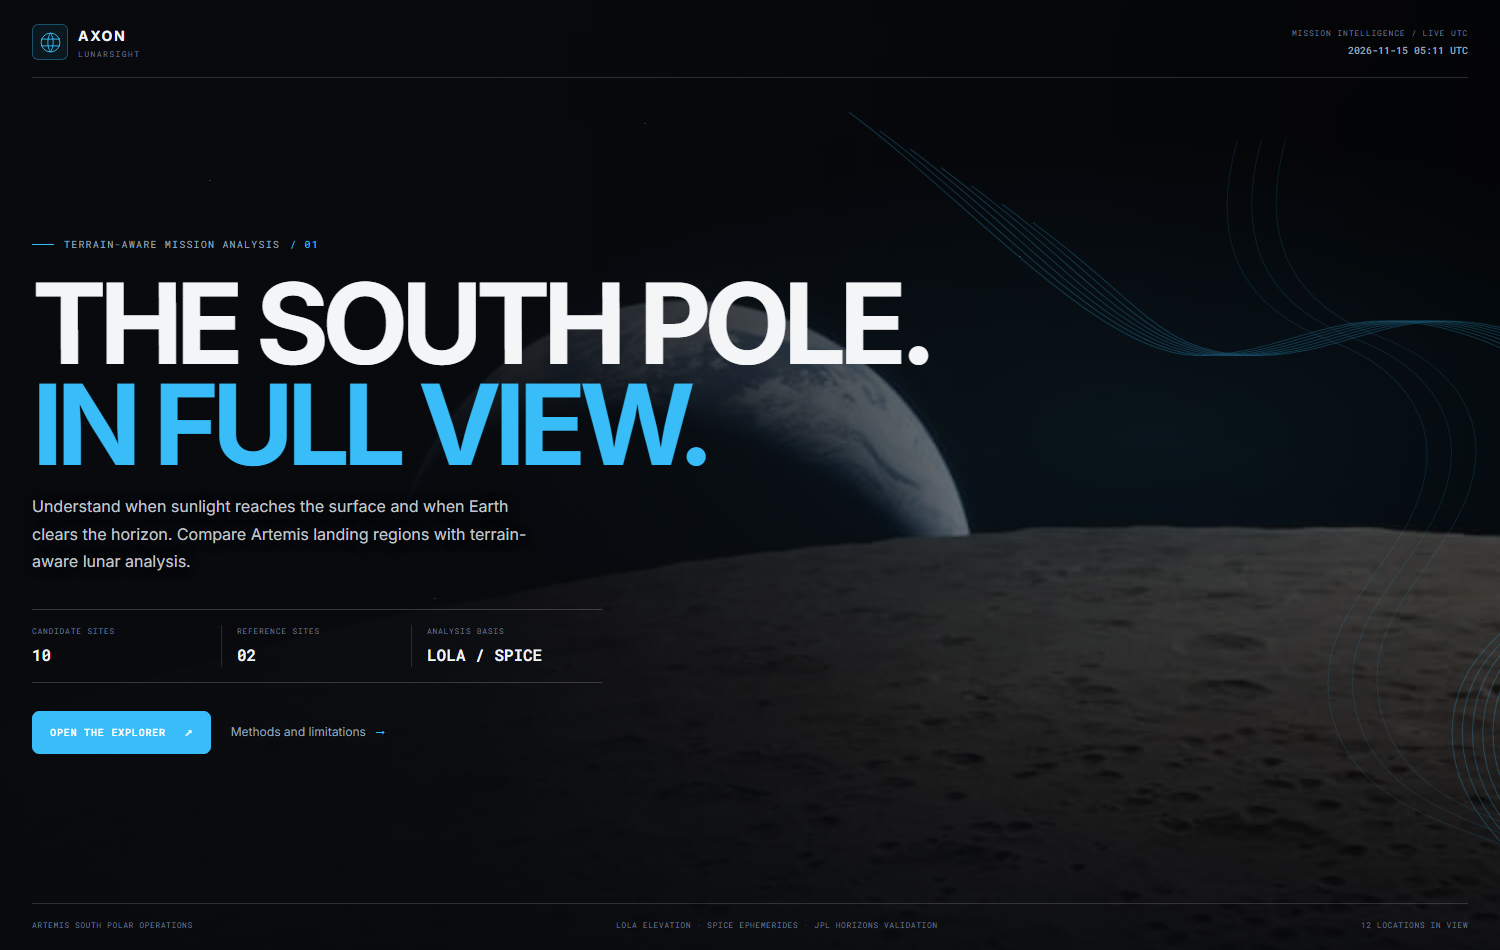 AXON
LUNARSIGHT
MISSION INTELLIGENCE / LIVE UTC
2026-11-15 05:11 UTC
TERRAIN-AWARE MISSION ANALYSIS / 01
THE SOUTH POLE.
IN FULL VIEW.
Understand when sunlight reaches the surface and when Earth
clears the horizon. Compare Artemis landing regions with terrain-
aware lunar analysis.
CANDIDATE SITES
10
REFERENCE SITES
02
ANALYSIS BASIS
LOLA / SPICE
OPEN THE EXPLORER ↗
Methods and limitations →
ARTEMIS SOUTH POLAR OPERATIONS
LOLA ELEVATION · SPICE EPHEMERIDES · JPL HORIZONS VALIDATION
12 LOCATIONS IN VIEW